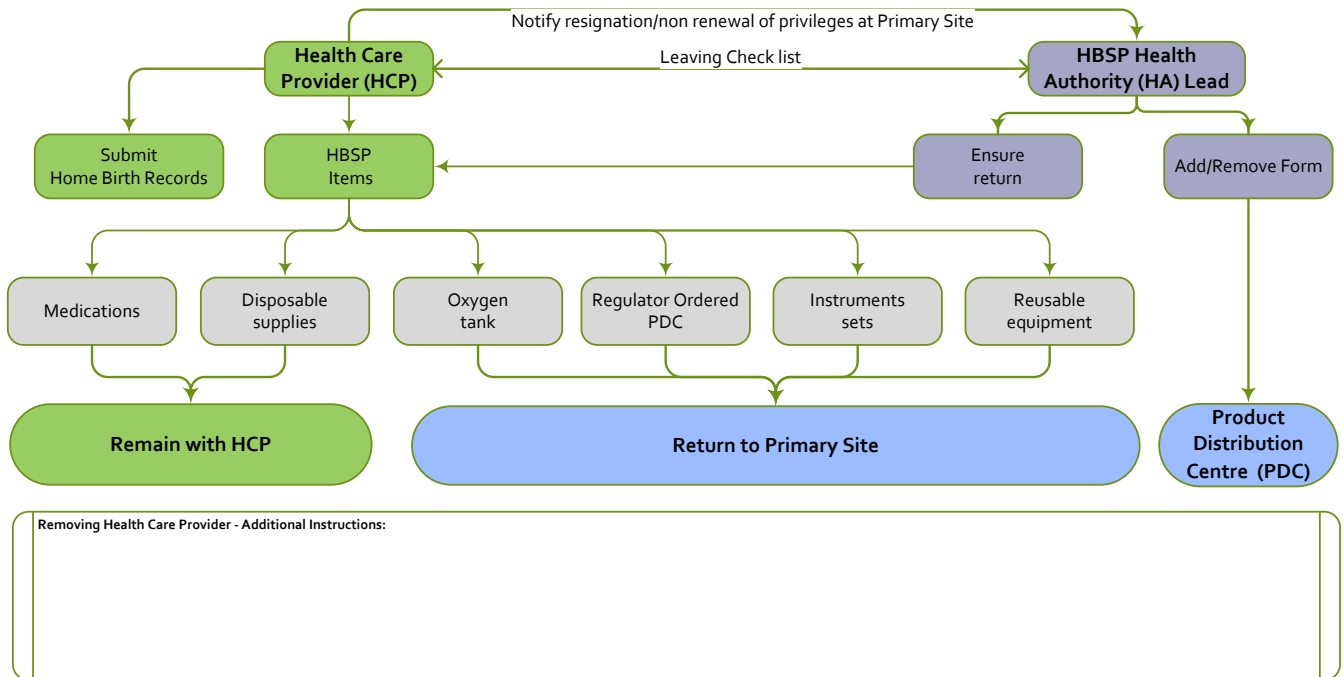 Notify resignation/non renewal of privileges at Primary Site
Health Care
Provider (HCP)
Leaving Check list
HBSP Health
Authority (HA) Lead
Submit
Home Birth Records
HBSP
Items
Ensure
return
Add/Remove Form
Medications
Disposable
supplies
Oxygen
tank
Regulator Ordered
PDC
Instruments
sets
Reusable
equipment
Remain with HCP
Return to Primary Site
Product
Distribution
Centre (PDC)
Removing Health Care Provider - Additional Instructions: